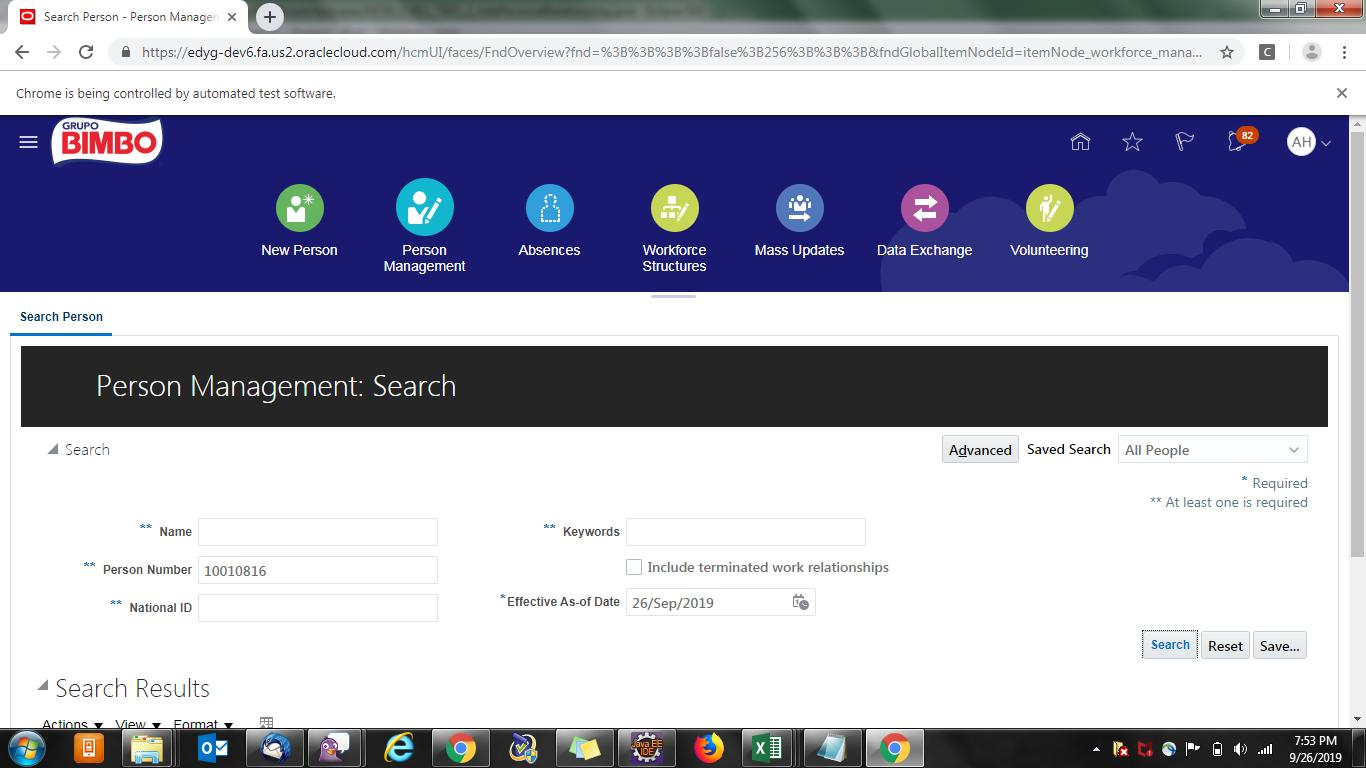 Search Person - Person Managen
https://edyg-dev6.fa.us2.oraclecloud.com/hcmUI/faces/FndOverview?fnd=%3B%3B%3B%3Bfalse%3B256%3B%3B%3B&fndGlobalItemNodeId=itemNode_workforce_mana...
C
Chrome is being controlled by automated test software.
GRUPO
BIMBO
82
AH
New Person
Person
Management
Absences
Workforce
Structures
Mass Updates
Data Exchange
Volunteering
Search Person
Person Management: Search
Search
Advanced
Saved Search
All People
* Required
** At least one is required
** Name
** Keywords
** Person Number
10010816
Include terminated work relationships
** National ID
*Effective As-of Date
26/Sep/2019
Search
Reset
Save...
Search Results
Actions View Format
Java EE
IDE
7:53 PM
9/26/2019